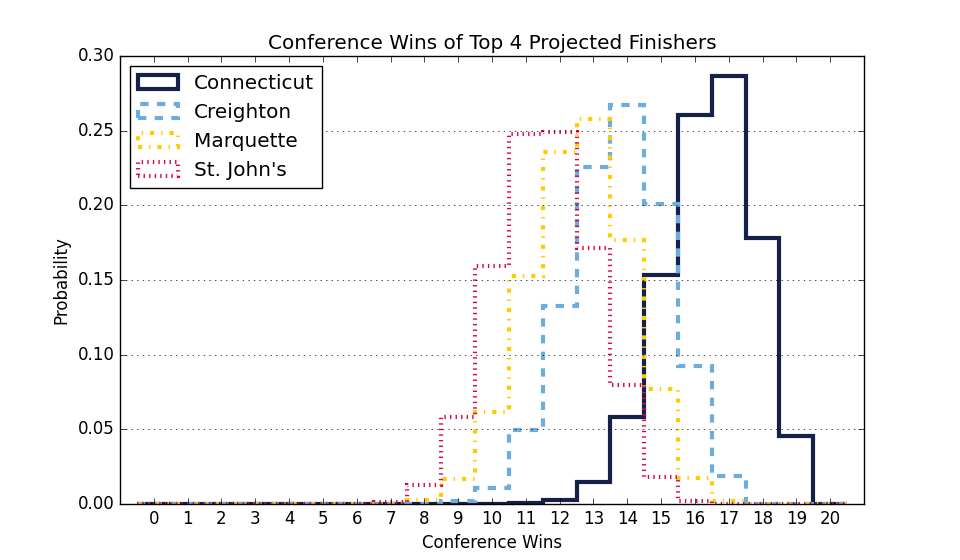 Conference Wins of Top 4 Projected Finishers
Connecticut
Creighton
Marquette
St. John's
0.30
0.25
0.20
0.15
0.10
0.05
0.00
Probability
0 1 2 3 4 5 6 7 8 9 10 11 12 13 14 15 16 17 18 19 20
Conference Wins